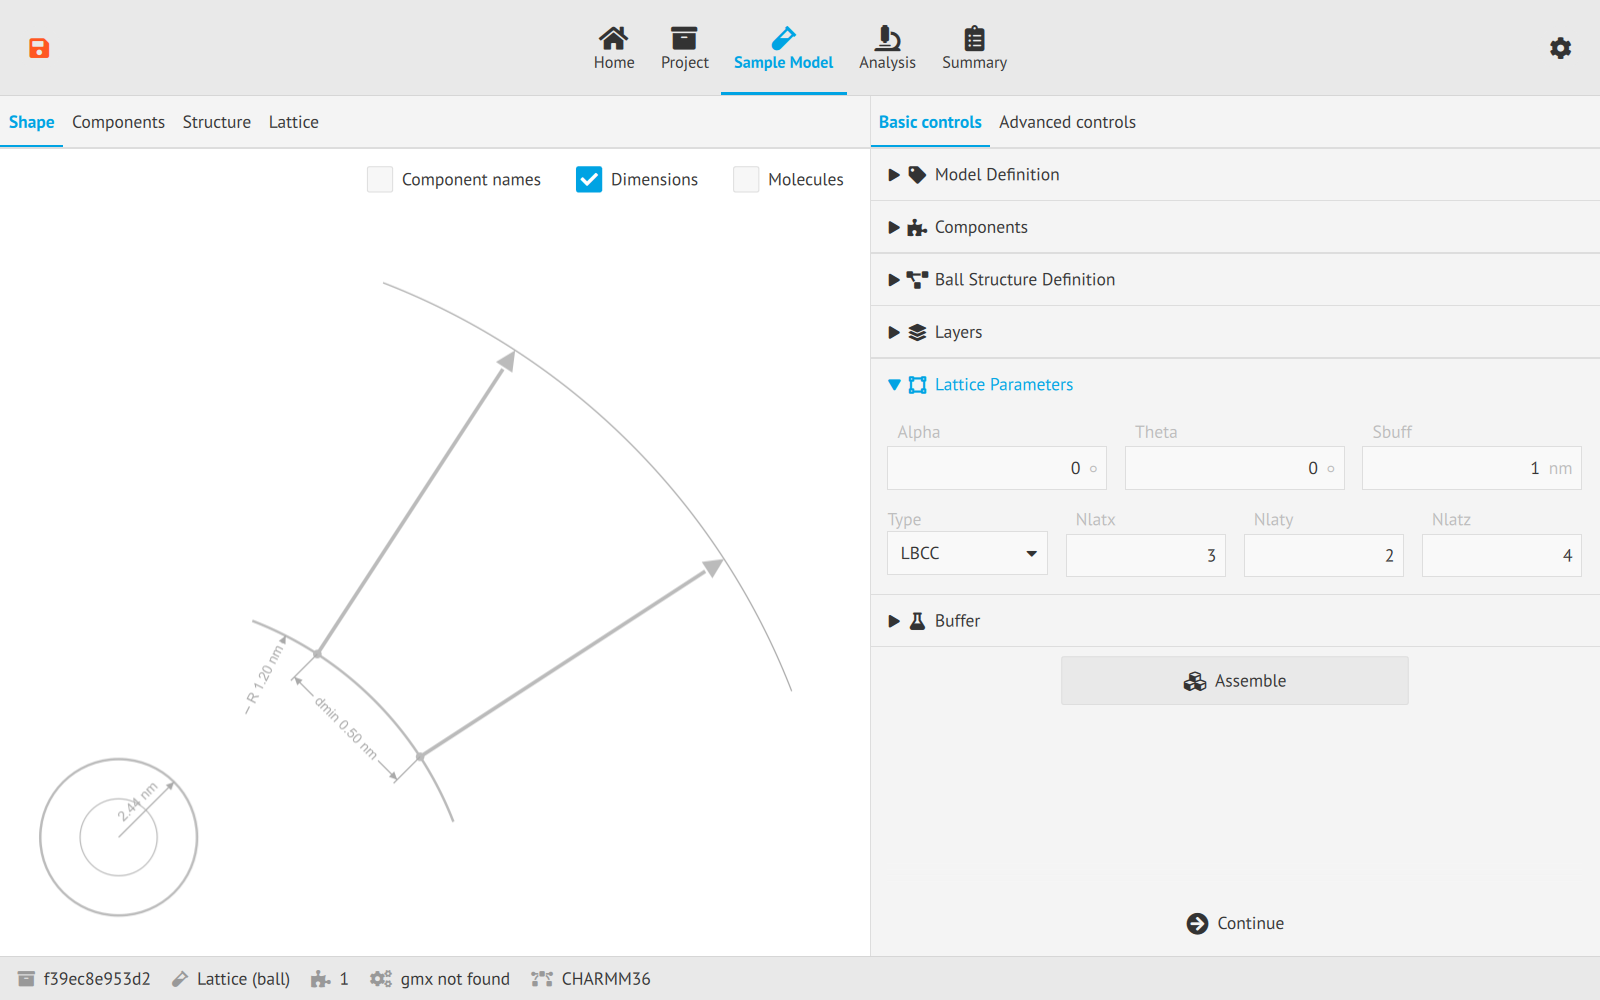 Home Project Sample Model Analysis Summary
Shape Components Structure Lattice
Basic controls Advanced controls
Component names Dimensions Molecules
R 1.20 nm
dmin 0.50 nm
2.44 nm
Model Definition
Components
Ball Structure Definition
Layers
Lattice Parameters
Alpha Theta Sbuff
0 ° 0 ° 1 nm
Type Nlatx Nlaty Nlatz
LBCC 3 2 4
Buffer
Assemble
Continue
f39ec8e953d2 Lattice (ball) 1 gmx not found CHARMM36